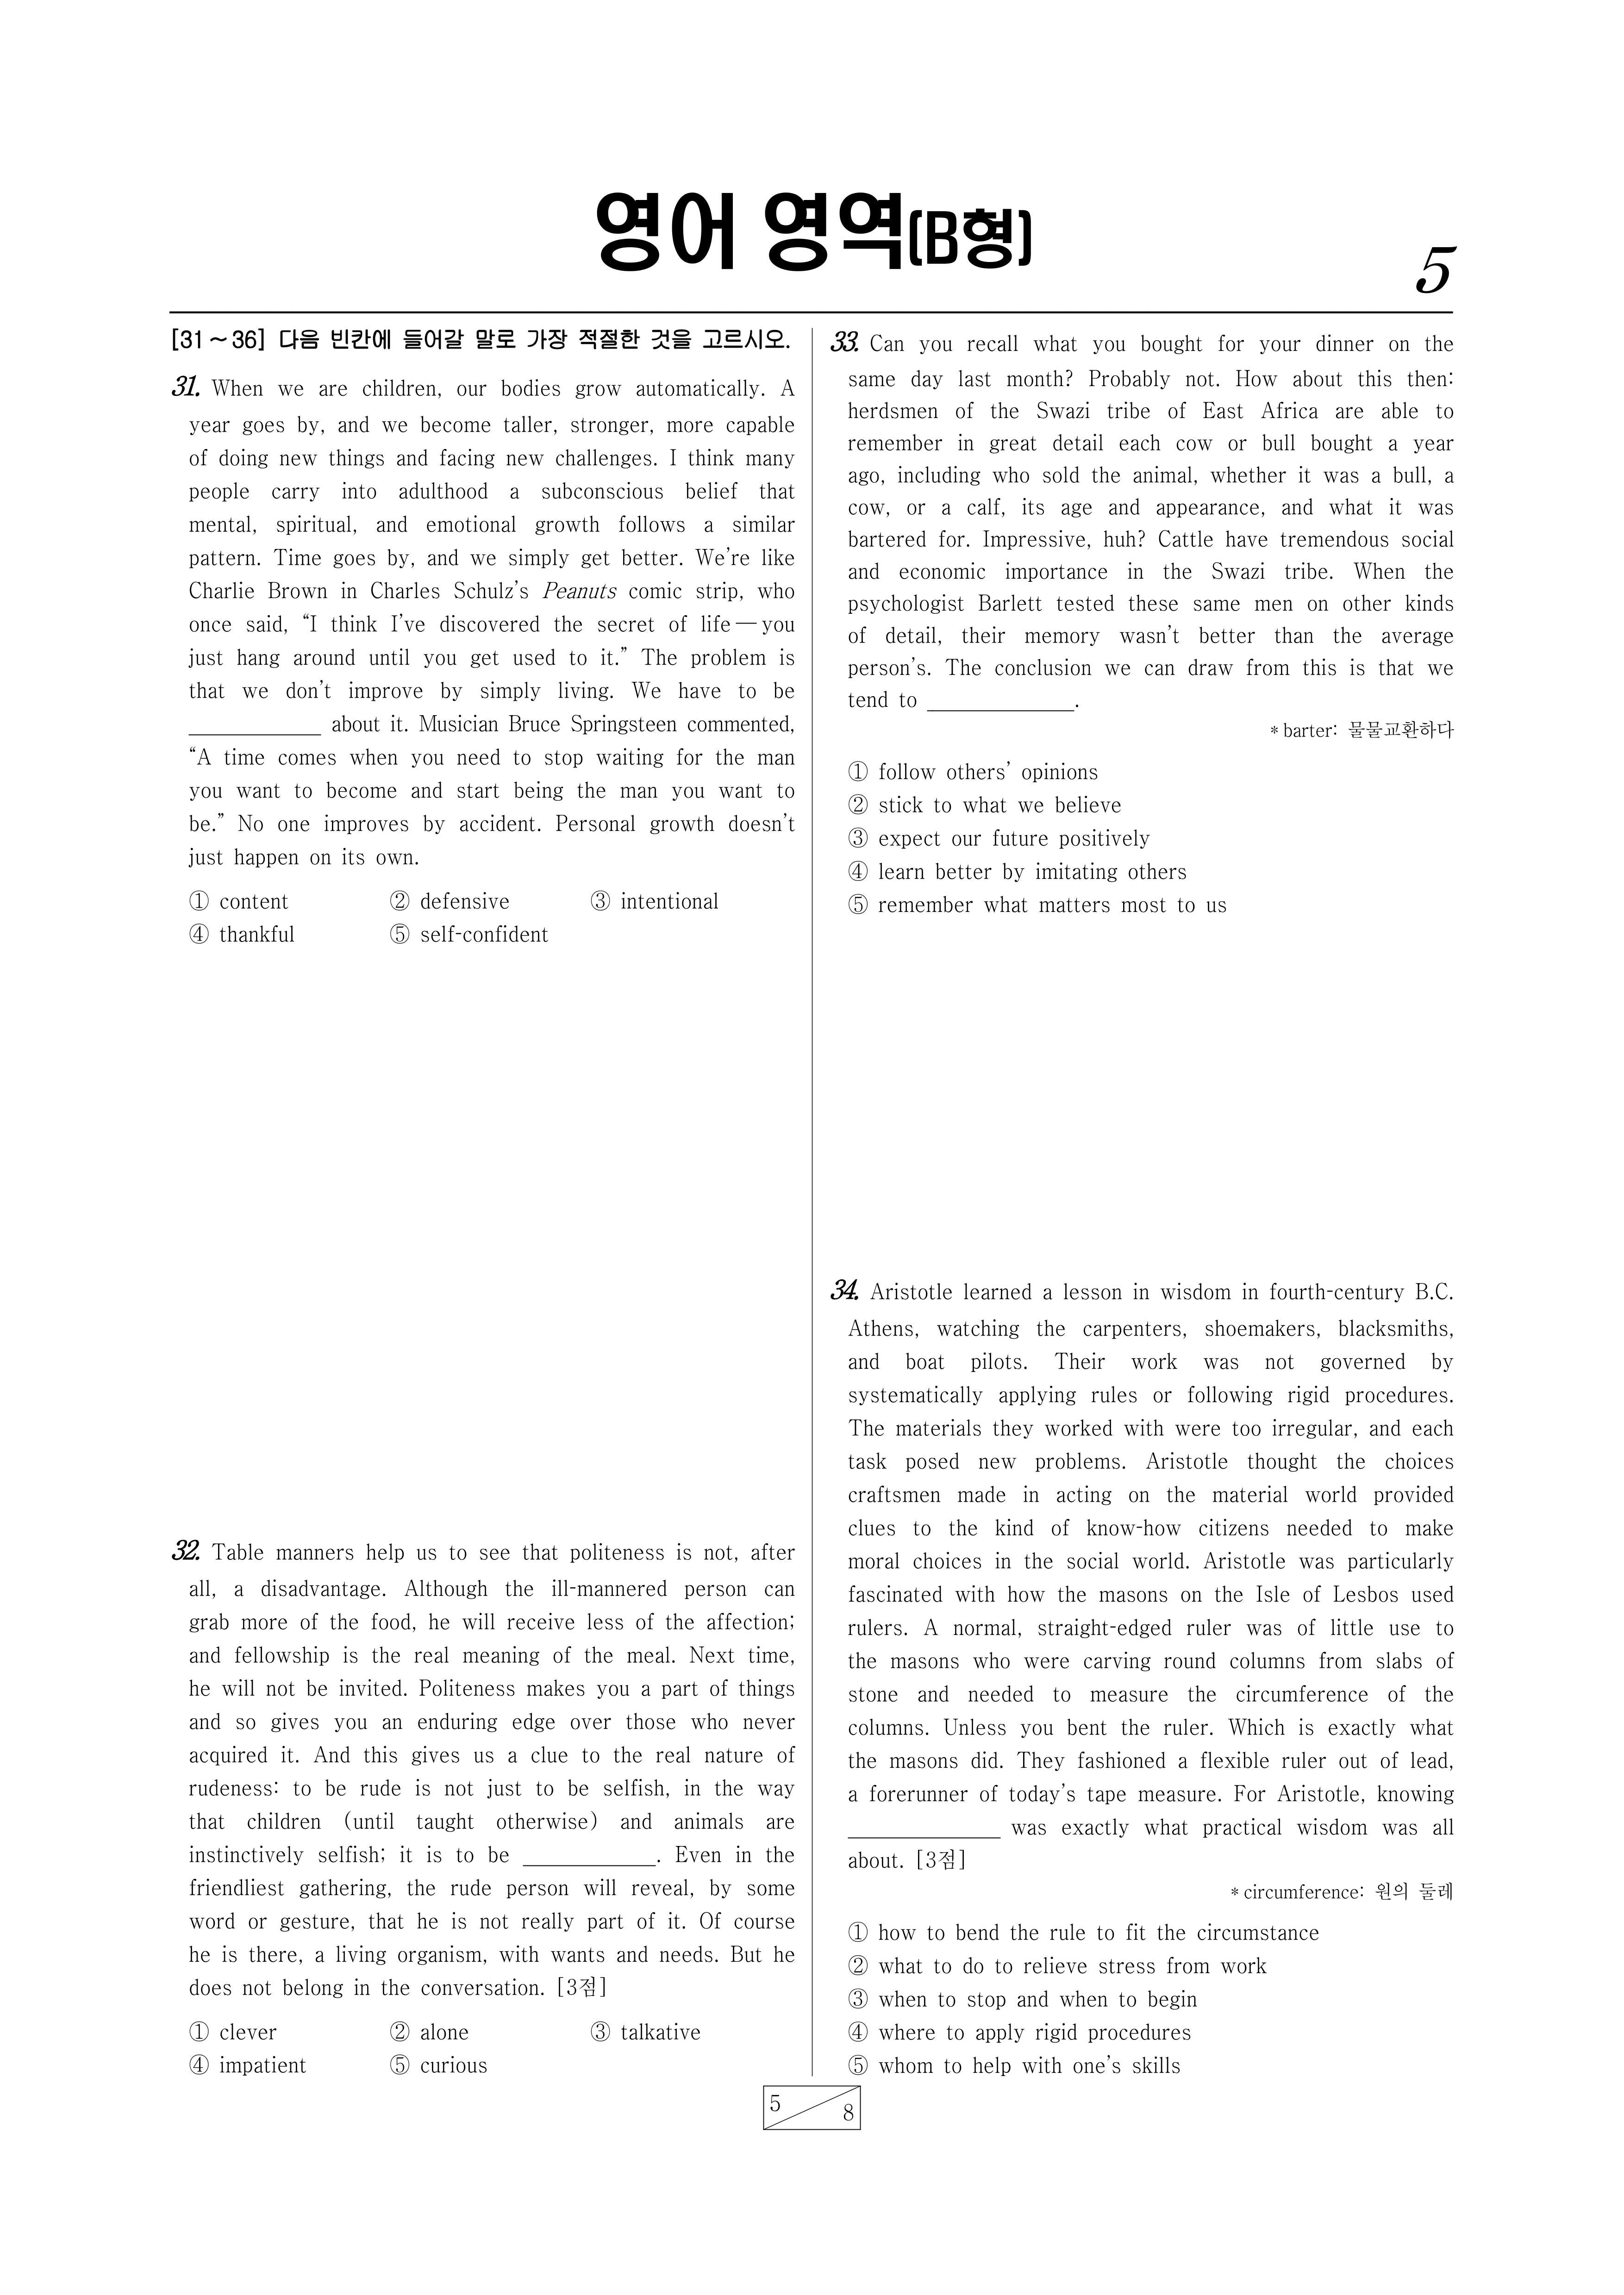 영어 영역(B형)
5
[31～36] 다음 빈칸에 들어갈 말로 가장 적절한 것을 고르시오.
31. When we are children, our bodies grow automatically. A
year goes by, and we become taller, stronger, more capable
of doing new things and facing new challenges. I think many
people carry into adulthood a subconscious belief that
mental, spiritual, and emotional growth follows a similar
pattern. Time goes by, and we simply get better. We’re like
Charlie Brown in Charles Schulz’s Peanuts comic strip, who
once said, “I think I’ve discovered the secret of life — you
just hang around until you get used to it.” The problem is
that we don’t improve by simply living. We have to be
____________ about it. Musician Bruce Springsteen commented,
“A time comes when you need to stop waiting for the man
you want to become and start being the man you want to
be.” No one improves by accident. Personal growth doesn’t
just happen on its own.
① content ② defensive ③ intentional
④ thankful ⑤ self-confident
32. Table manners help us to see that politeness is not, after
all, a disadvantage. Although the ill-mannered person can
grab more of the food, he will receive less of the affection;
and fellowship is the real meaning of the meal. Next time,
he will not be invited. Politeness makes you a part of things
and so gives you an enduring edge over those who never
acquired it. And this gives us a clue to the real nature of
rudeness: to be rude is not just to be selfish, in the way
that children (until taught otherwise) and animals are
instinctively selfish; it is to be ____________. Even in the
friendliest gathering, the rude person will reveal, by some
word or gesture, that he is not really part of it. Of course
he is there, a living organism, with wants and needs. But he
does not belong in the conversation. [3점]
① clever ② alone ③ talkative
④ impatient ⑤ curious
33. Can you recall what you bought for your dinner on the
same day last month? Probably not. How about this then:
herdsmen of the Swazi tribe of East Africa are able to
remember in great detail each cow or bull bought a year
ago, including who sold the animal, whether it was a bull, a
cow, or a calf, its age and appearance, and what it was
bartered for. Impressive, huh? Cattle have tremendous social
and economic importance in the Swazi tribe. When the
psychologist Barlett tested these same men on other kinds
of detail, their memory wasn’t better than the average
person’s. The conclusion we can draw from this is that we
tend to ____________.
* barter: 물물교환하다
① follow others’ opinions
② stick to what we believe
③ expect our future positively
④ learn better by imitating others
⑤ remember what matters most to us
34. Aristotle learned a lesson in wisdom in fourth-century B.C.
Athens, watching the carpenters, shoemakers, blacksmiths,
and boat pilots. Their work was not governed by
systematically applying rules or following rigid procedures.
The materials they worked with were too irregular, and each
task posed new problems. Aristotle thought the choices
craftsmen made in acting on the material world provided
clues to the kind of know-how citizens needed to make
moral choices in the social world. Aristotle was particularly
fascinated with how the masons on the Isle of Lesbos used
rulers. A normal, straight-edged ruler was of little use to
the masons who were carving round columns from slabs of
stone and needed to measure the circumference of the
columns. Unless you bent the ruler. Which is exactly what
the masons did. They fashioned a flexible ruler out of lead,
a forerunner of today’s tape measure. For Aristotle, knowing
____________ was exactly what practical wisdom was all
about. [3점]
* circumference: 원의 둘레
① how to bend the rule to fit the circumstance
② what to do to relieve stress from work
③ when to stop and when to begin
④ where to apply rigid procedures
⑤ whom to help with one’s skills
5 8